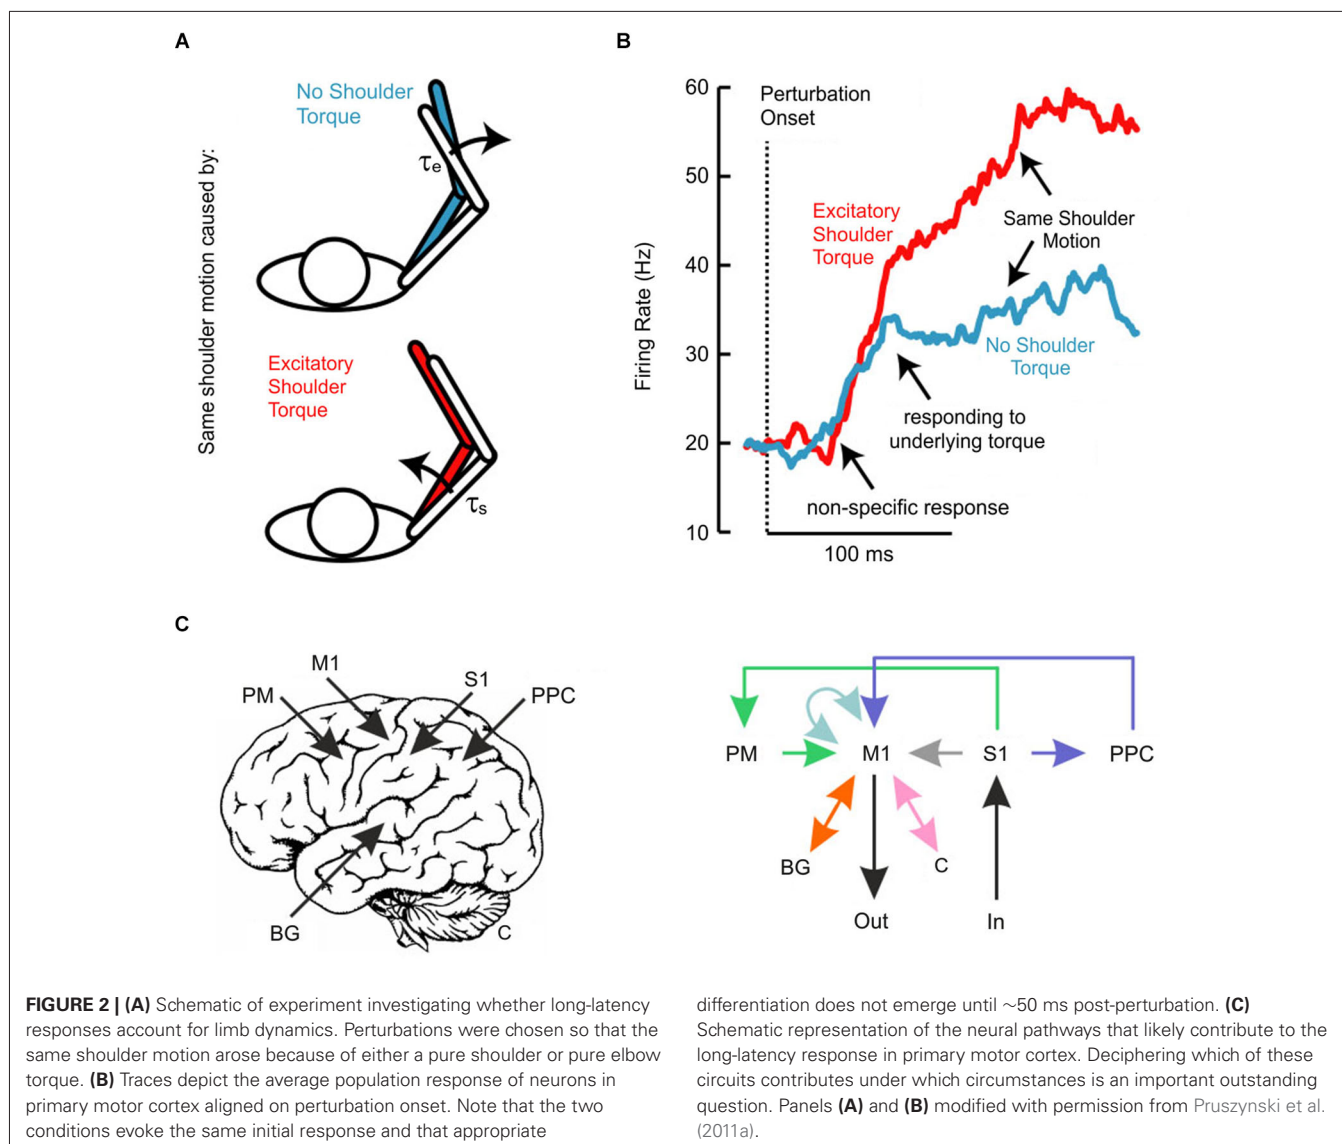 A
Same shoulder motion caused by:
No Shoulder
Torque
τe
Excitatory
Shoulder
Torque
τs
B
Firing Rate (Hz)
60
50
40
30
20
10
Perturbation
Onset
Excitatory
Shoulder
Torque
Same Shoulder
Motion
No Shoulder
Torque
responding to
underlying torque
non-specific response
100 ms
C
M1
PM
S1
PPC
BG
C
PM
M1
S1
PPC
BG
C
Out
In
FIGURE 2 | (A) Schematic of experiment investigating whether long-latency
responses account for limb dynamics. Perturbations were chosen so that the
same shoulder motion arose because of either a pure shoulder or pure elbow
torque. (B) Traces depict the average population response of neurons in
primary motor cortex aligned on perturbation onset. Note that the two
conditions evoke the same initial response and that appropriate
differentiation does not emerge until ∼50 ms post-perturbation. (C)
Schematic representation of the neural pathways that likely contribute to the
long-latency response in primary motor cortex. Deciphering which of these
circuits contributes under which circumstances is an important outstanding
question. Panels (A) and (B) modified with permission from Pruszynski et al.
(2011a).